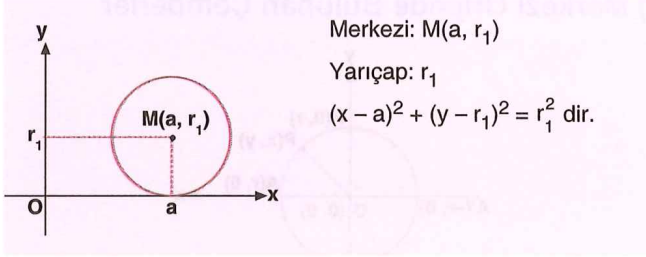 y
Merkezi: M(a, r₁)
Yarıçap: r₁
(x – a)² + (y – r₁)² = r₁² dir.
M(a, r₁)
r₁
O
a
x